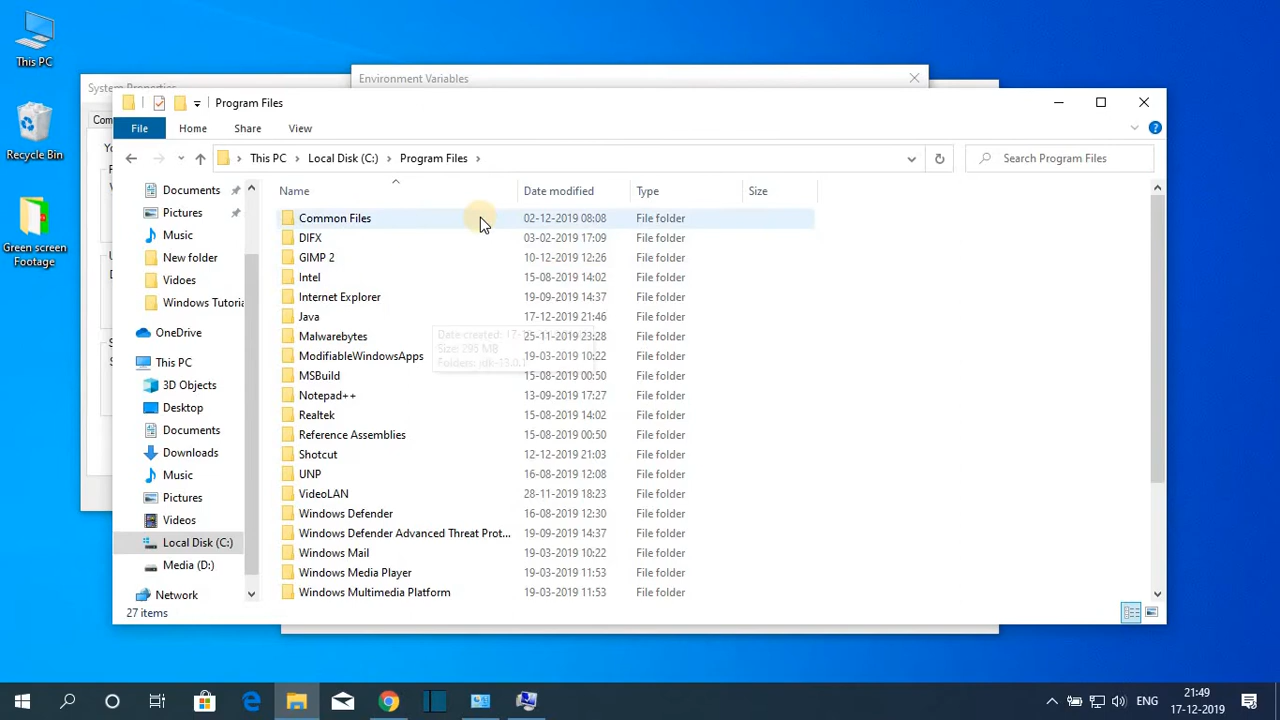 This PC
Recycle Bin
Green screen
Footage
System Properties
Environment Variables
Program Files
File
Home
Share
View
This PC
Local Disk (C:)
Program Files
Search Program Files
Documents
Pictures
Music
New folder
Vidoes
Windows Tutoria
OneDrive
This PC
3D Objects
Desktop
Documents
Downloads
Music
Pictures
Videos
Local Disk (C:)
Media (D:)
Network
Name Date modified Type Size
Common Files 02-12-2019 08:08 File folder
DIFX 03-02-2019 17:09 File folder
GIMP 2 10-12-2019 12:26 File folder
Intel 15-08-2019 14:02 File folder
Internet Explorer 19-09-2019 14:37 File folder
Java 17-12-2019 21:46 File folder
Malwarebytes 25-11-2019 23:28 File folder
ModifiableWindowsApps 19-03-2019 10:22 File folder
MSBuild 15-08-2019 00:50 File folder
Notepad++ 13-09-2019 17:27 File folder
Realtek 15-08-2019 14:02 File folder
Reference Assemblies 15-08-2019 00:50 File folder
Shotcut 12-12-2019 21:03 File folder
UNP 16-08-2019 12:08 File folder
VideoLAN 28-11-2019 18:23 File folder
Windows Defender 16-08-2019 12:30 File folder
Windows Defender Advanced Threat Prot... 19-09-2019 14:37 File folder
Windows Mail 19-03-2019 10:22 File folder
Windows Media Player 19-03-2019 11:53 File folder
Windows Multimedia Platform 19-03-2019 11:53 File folder
Date created: 17-
Size: 295 MB
Folders: jdk-13.0.1
27 items
ENG
21:49
17-12-2019